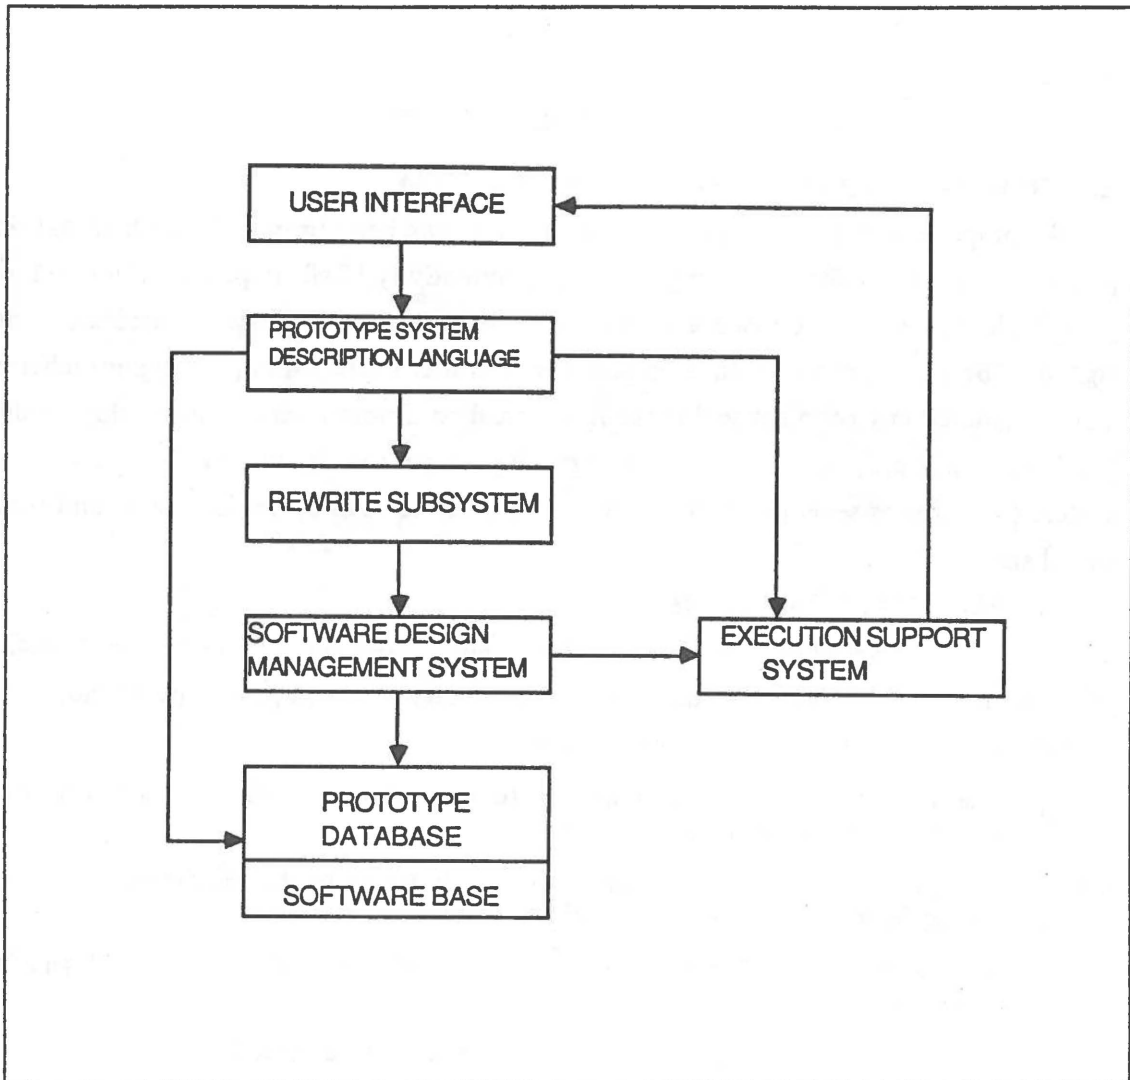 USER INTERFACE
PROTOTYPE SYSTEM
DESCRIPTION LANGUAGE
REWRITE SUBSYSTEM
SOFTWARE DESIGN
MANAGEMENT SYSTEM
EXECUTION SUPPORT
SYSTEM
PROTOTYPE
DATABASE
SOFTWARE BASE